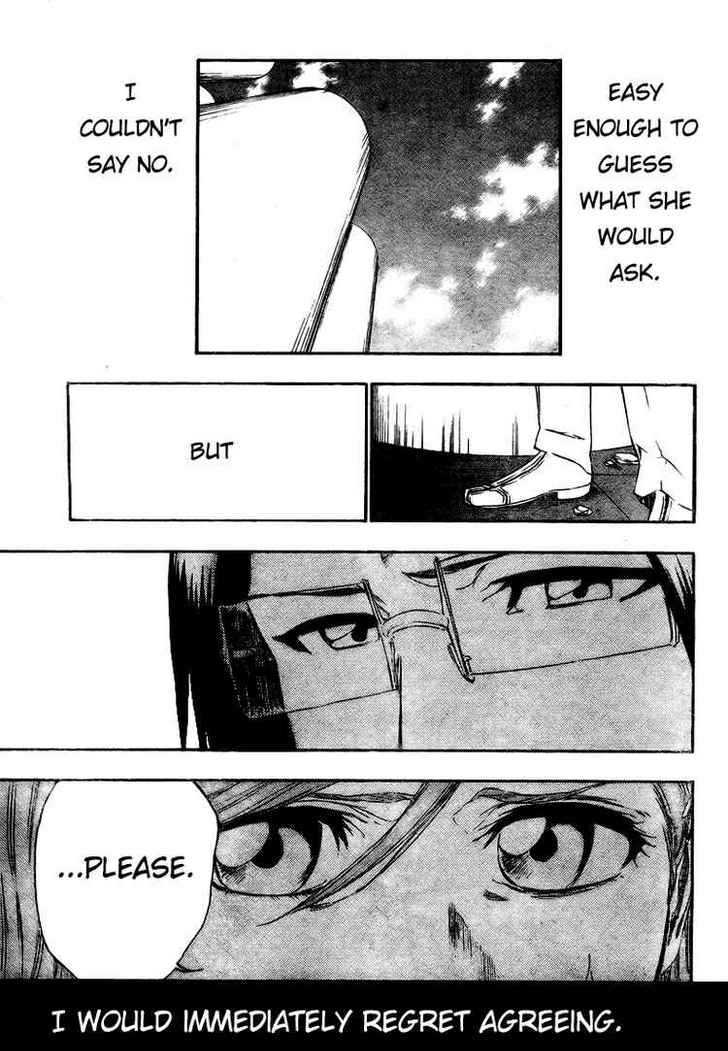 EASY
ENOUGH TO
GUESS
WHAT SHE
WOULD
ASK.
I
COULDN'T
SAY NO.
BUT
...PLEASE.
I WOULD IMMEDIATELY REGRET AGREEING.